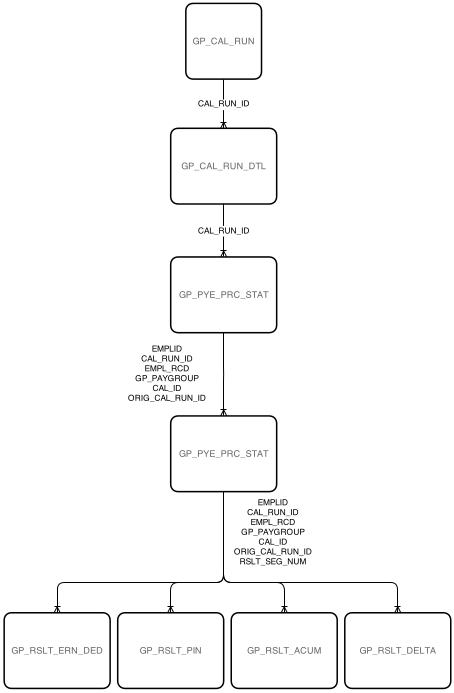 GP_CAL_RUN
CAL_RUN_ID
GP_CAL_RUN_DTL
CAL_RUN_ID
GP_PYE_PRC_STAT
EMPLID
CAL_RUN_ID
EMPL_RCD
GP_PAYGROUP
CAL_ID
ORIG_CAL_RUN_ID
GP_PYE_PRC_STAT
EMPLID
CAL_RUN_ID
EMPL_RCD
GP_PAYGROUP
CAL_ID
ORIG_CAL_RUN_ID
RSLT_SEG_NUM
GP_RSLT_ERN_DED
GP_RSLT_PIN
GP_RSLT_ACUM
GP_RSLT_DELTA